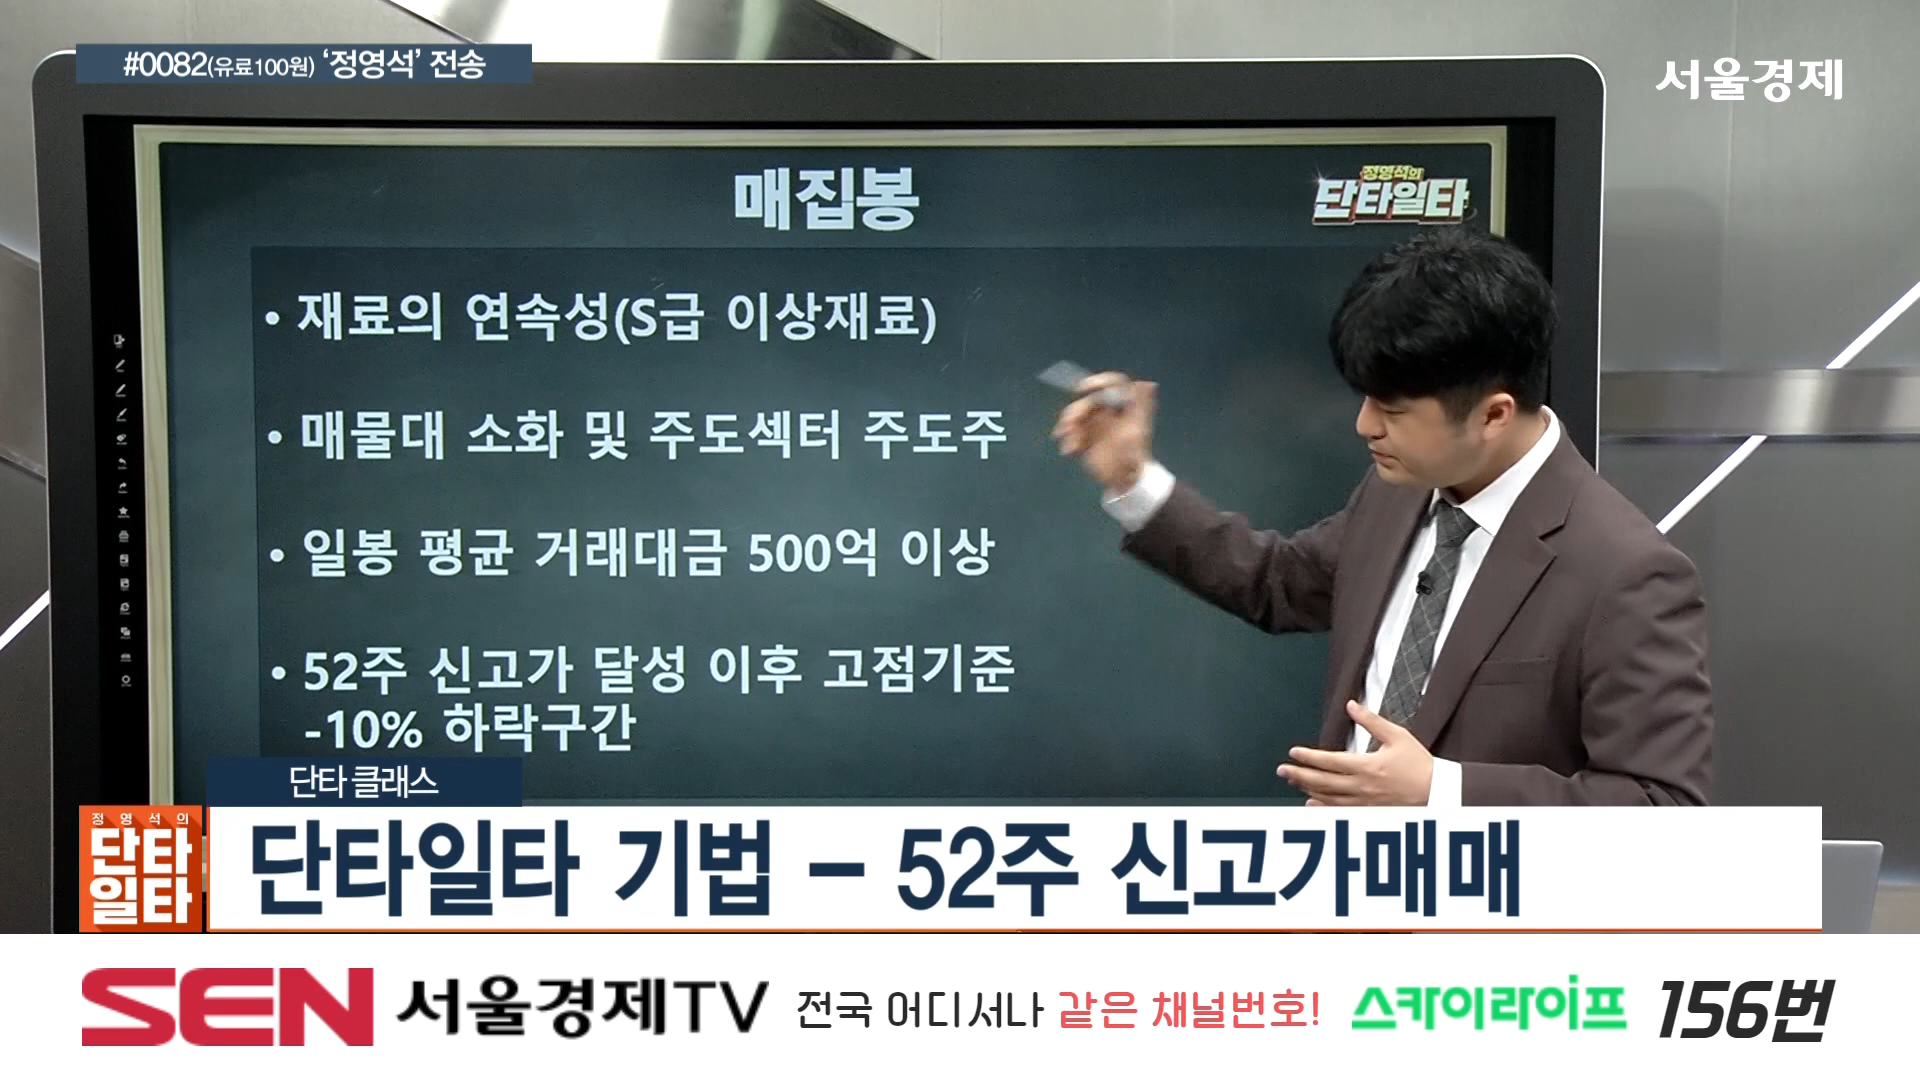 #0082(유료100원) ‘정영석’ 전송
서울경제
매집봉
정영석의
단타일타
• 재료의 연속성(S급 이상재료)
• 매물대 소화 및 주도섹터 주도주
• 일봉 평균 거래대금 500억 이상
• 52주 신고가 달성 이후 고점기준
-10% 하락구간
단타 클래스
정영석의
단타
일타
단타일타 기법 – 52주 신고가매매
SEN 서울경제TV 전국 어디서나 같은 채널번호! 스카이라이프 156번